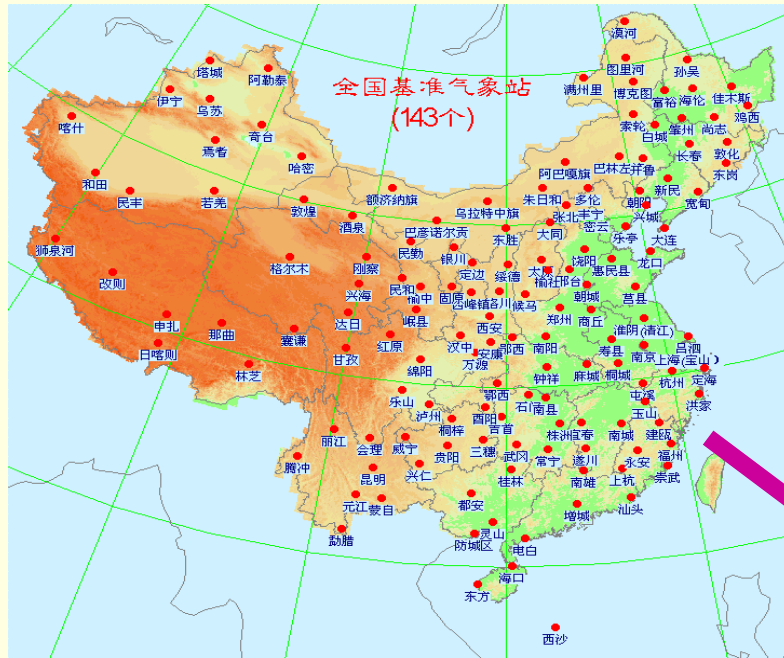 全国基准气象站
(143个)
漠河
塔城
阿勒泰
图里河
孙吴
满州里
博克图
伊宁
乌苏
富裕
海伦
佳木斯
鸡西
喀什
奇台
索轮
白城
肇州
尚志
焉耆
长春
敦化
哈密
阿巴嘎旗
巴林左
开鲁
东岗
和田
新民
民丰
若羌
额济纳旗
朱日和
多伦
朝阳
宽甸
敦煌
乌拉特中旗
张北
丰宁
兴城
酒泉
巴彦诺尔贡
东胜
大同
密云
乐亭
大连
狮泉河
民勤
银川
饶阳
龙口
格尔木
刚察
定边
绥德
太原
惠民县
改则
民和
榆社
邢台
兴海
榆中
固原
西峰镇
洛川
候马
朝城
莒县
申扎
那曲
达日
岷县
郑州
商丘
西安
淮阴(清江)
囊谦
红原
汉中
安康
郧西
南阳
寿县
南京
吕泗
日喀则
甘孜
万源
上海(宝山)
林芝
绵阳
钟祥
麻城
桐城
杭州
定海
鄂西
屯溪
乐山
石门
南县
洪家
泸州
酉阳
玉山
桐梓
吉首
株洲
宜春
南城
建瓯
丽江
会理
威宁
三穗
武冈
福州
贵阳
常宁
遂川
永安
腾冲
兴仁
桂林
崇武
昆明
南雄
上杭
元江
蒙自
都安
增城
汕头
勐腊
灵山
防城区
电白
海口
东方
西沙